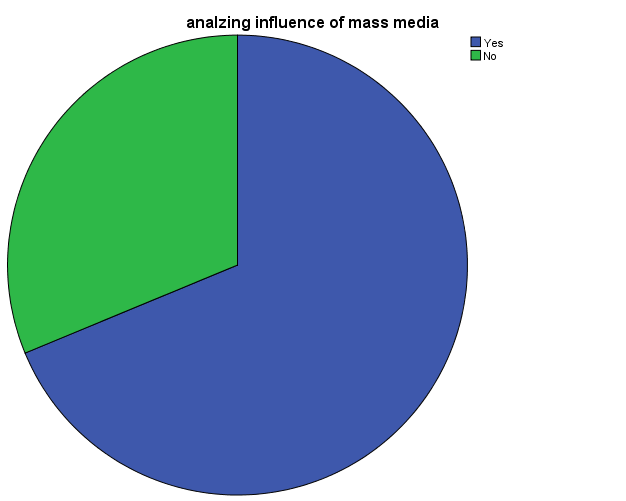 analzing influence of mass media
Yes
No